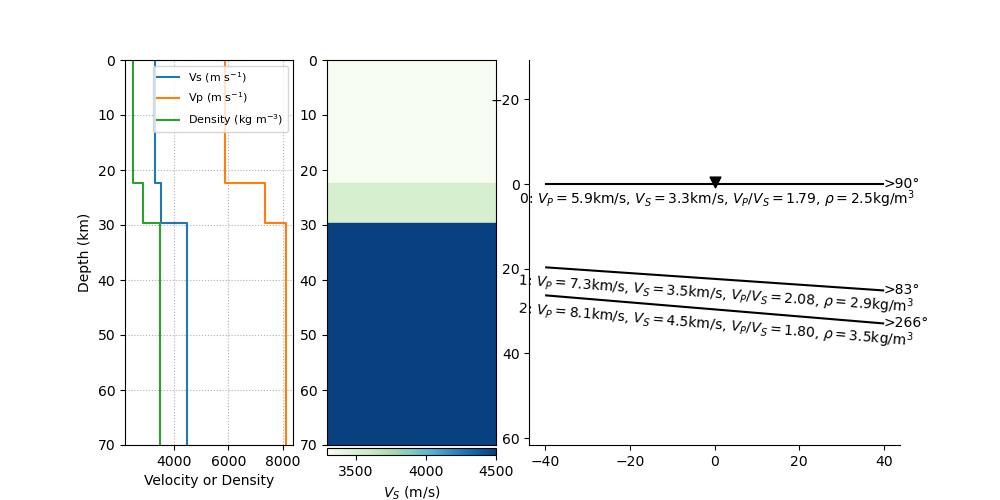 0
10
20
30
40
50
60
70
Depth (km)
Vs (m s⁻¹)
Vp (m s⁻¹)
Density (kg m⁻³)
4000 6000 8000
Velocity or Density
0
10
20
30
40
50
60
70
3500 4000 4500
V_S (m/s)
−20
0
20
40
60
>90°
0: V_P = 5.9km/s, V_S = 3.3km/s, V_P/V_S = 1.79, ρ = 2.5kg/m³
>83°
1: V_P = 7.3km/s, V_S = 3.5km/s, V_P/V_S = 2.08, ρ = 2.9kg/m³
>266°
2: V_P = 8.1km/s, V_S = 4.5km/s, V_P/V_S = 1.80, ρ = 3.5kg/m³
−40 −20 0 20 40